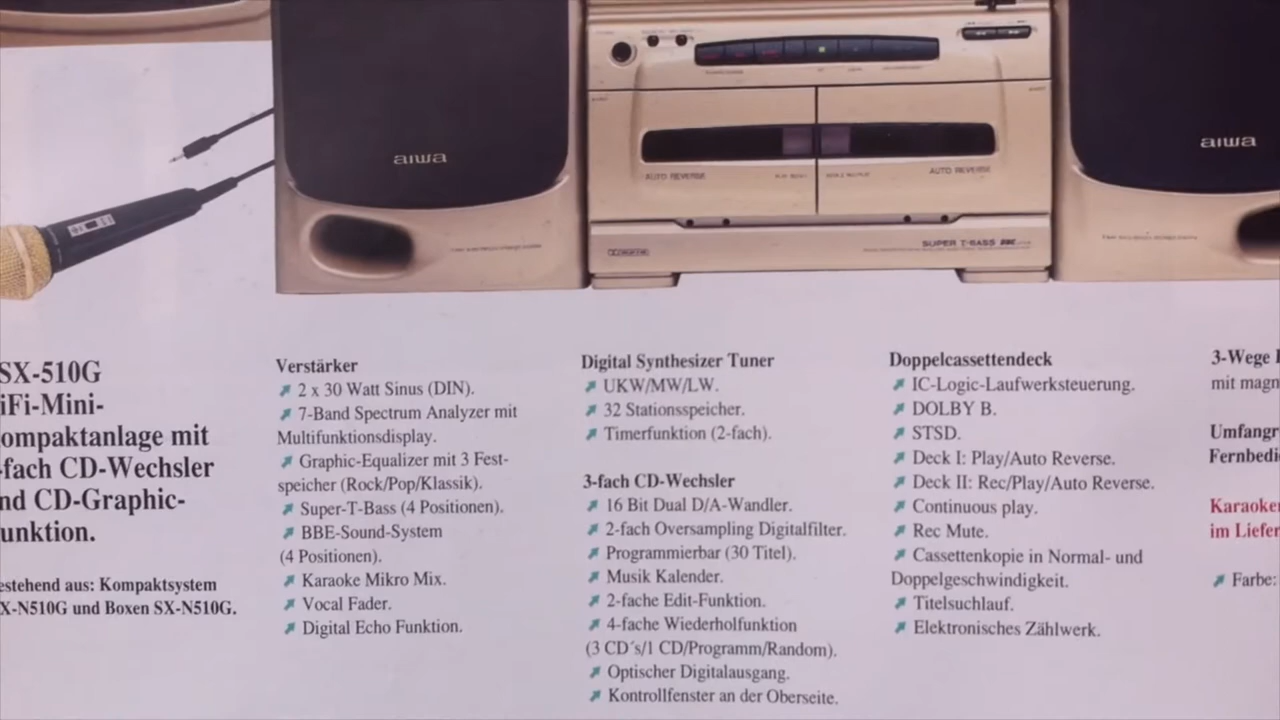 aiwa
aiwa
AUTO REVERSE
AUTO REVERSE
SUPER T-BASS BBE
SX-510G
iFi-Mini-
ompaktanlage mit
-fach CD-Wechsler
nd CD-Graphic-
unktion.
estehend aus: Kompaktsystem
X-N510G und Boxen SX-N510G.
Verstärker
2 x 30 Watt Sinus (DIN).
7-Band Spectrum Analyzer mit
Multifunktionsdisplay.
Graphic-Equalizer mit 3 Fest-
speicher (Rock/Pop/Klassik).
Super-T-Bass (4 Positionen).
BBE-Sound-System
(4 Positionen).
Karaoke Mikro Mix.
Vocal Fader.
Digital Echo Funktion.
Digital Synthesizer Tuner
UKW/MW/LW.
32 Stationsspeicher.
Timerfunktion (2-fach).
3-fach CD-Wechsler
16 Bit Dual D/A-Wandler.
2-fach Oversampling Digitalfilter.
Programmierbar (30 Titel).
Musik Kalender.
2-fache Edit-Funktion.
4-fache Wiederholfunktion
(3 CD´s/1 CD/Programm/Random).
Optischer Digitalausgang.
Kontrollfenster an der Oberseite.
Doppelcassettendeck
IC-Logic-Laufwerksteuerung.
DOLBY B.
STSD.
Deck I: Play/Auto Reverse.
Deck II: Rec/Play/Auto Reverse.
Continuous play.
Rec Mute.
Cassettenkopie in Normal- und
Doppelgeschwindigkeit.
Titelsuchlauf.
Elektronisches Zählwerk.
3-Wege
mit magn
Umfangr
Fernbedi
Karaoke
im Liefer
Farbe: